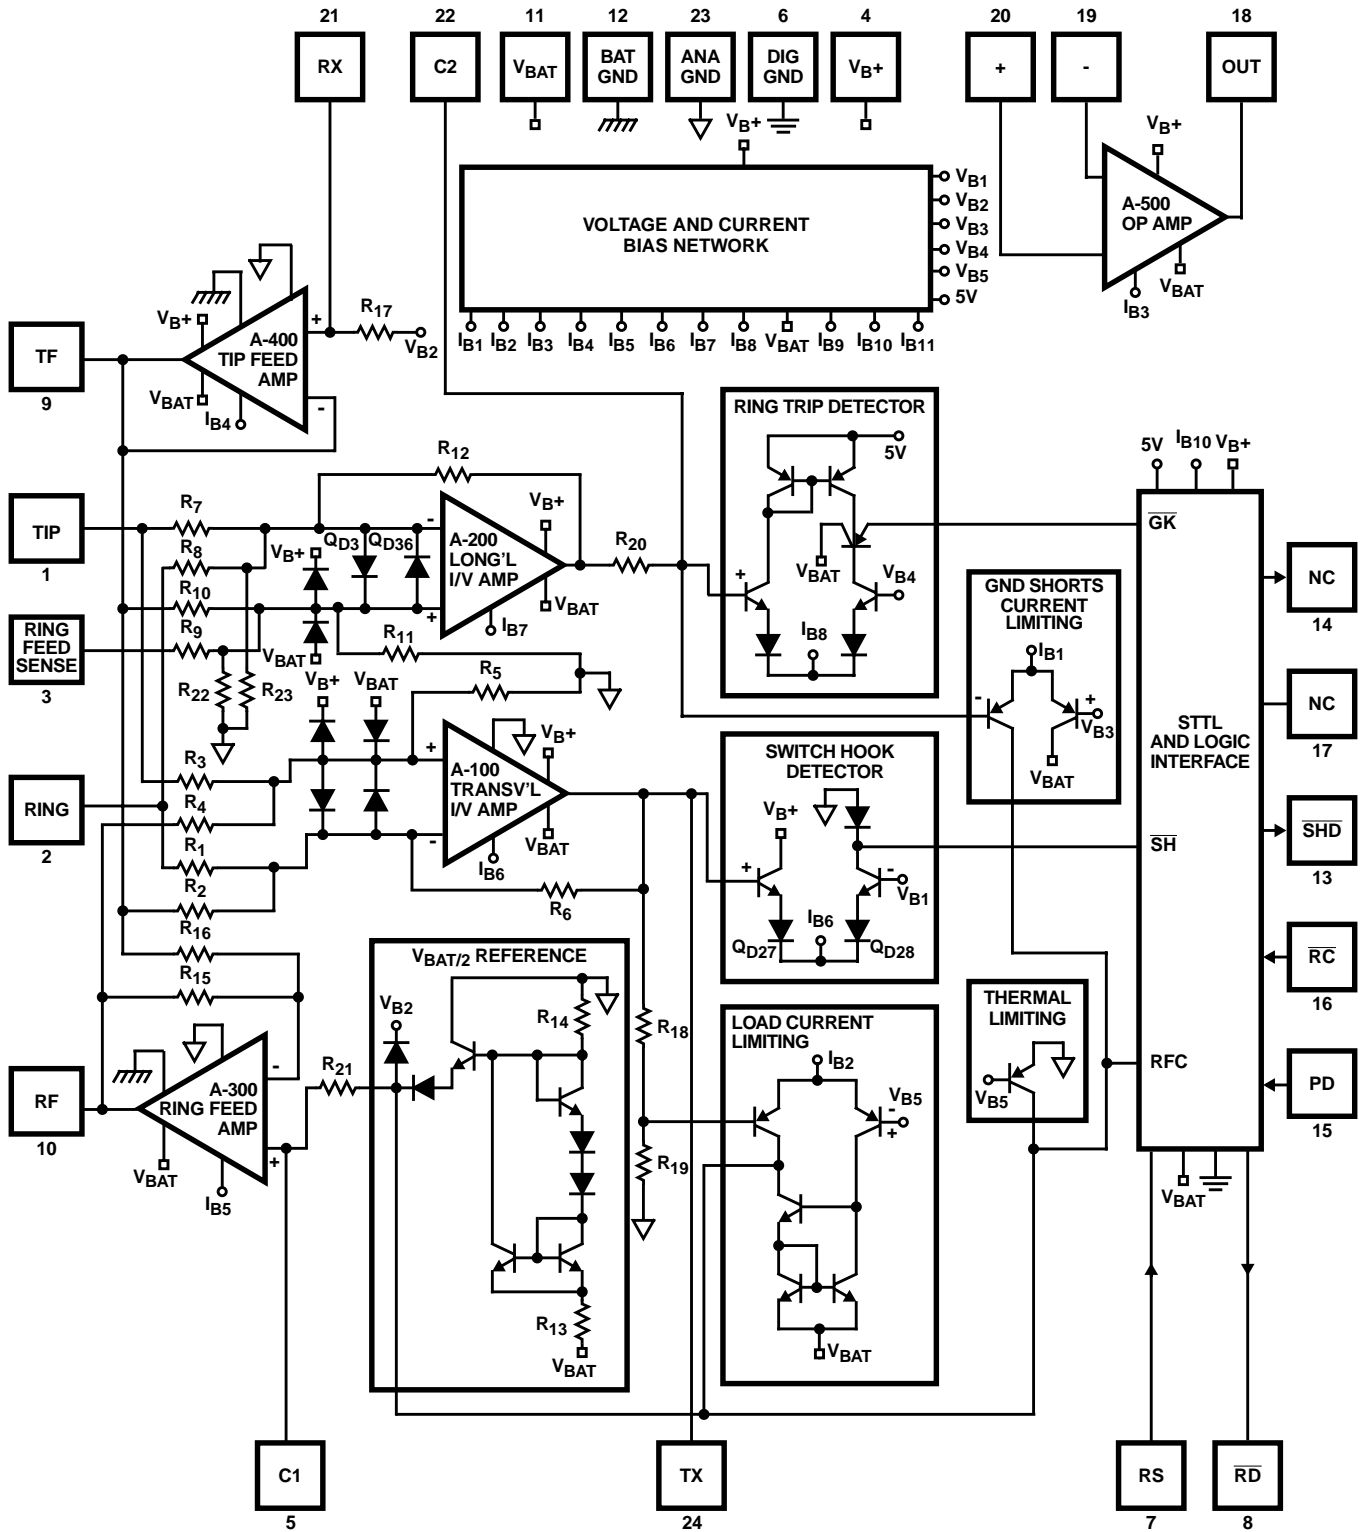 21 22 11 12 23 6 4 20 19 18
RX C2 VBAT BAT GND ANA GND DIG GND VB+ + - OUT
VB+
VOLTAGE AND CURRENT
BIAS NETWORK
VB1
VB2
VB3
VB4
VB5
5V
IB1 IB2 IB3 IB4 IB5 IB6 IB7 IB8 VBAT IB9 IB10 IB11
VB+
A-500
OP AMP
VBAT
IB3
TF
9
VB+
A-400
TIP FEED
AMP
+
-
VBAT
IB4
R17
VB2
TIP
1
R7
R8
R10
R9
R12
VB+
QD3
QD36
VBAT
-
A-200
LONG'L
I/V AMP
+
VB+
VBAT
IB7
R20
R11
R5
R22
R23
RING
FEED
SENSE
3
RING TRIP DETECTOR
5V
VBAT
VB4
+
IB8
GND SHORTS
CURRENT
LIMITING
IB1
-
+
VB3
VBAT
5V
IB10
VB+
GK
STTL
AND LOGIC
INTERFACE
SH
RFC
VBAT
NC
14
NC
17
SHD
13
RC
16
PD
15
RING
2
R3
R4
R1
R2
R16
R15
VB+
VBAT
+
A-100
TRANSV'L
I/V AMP
-
VB+
VBAT
IB6
R6
SWITCH HOOK
DETECTOR
VB+
+
-
VB1
IB6
QD27
QD28
RF
10
-
A-300
RING FEED
AMP
+
VBAT
IB5
R21
VBAT/2 REFERENCE
VB2
R14
R13
VBAT
R18
R19
LOAD CURRENT
LIMITING
IB2
VB5
-
+
VBAT
THERMAL
LIMITING
VB5
C1
5
TX
24
RS
7
RD
8